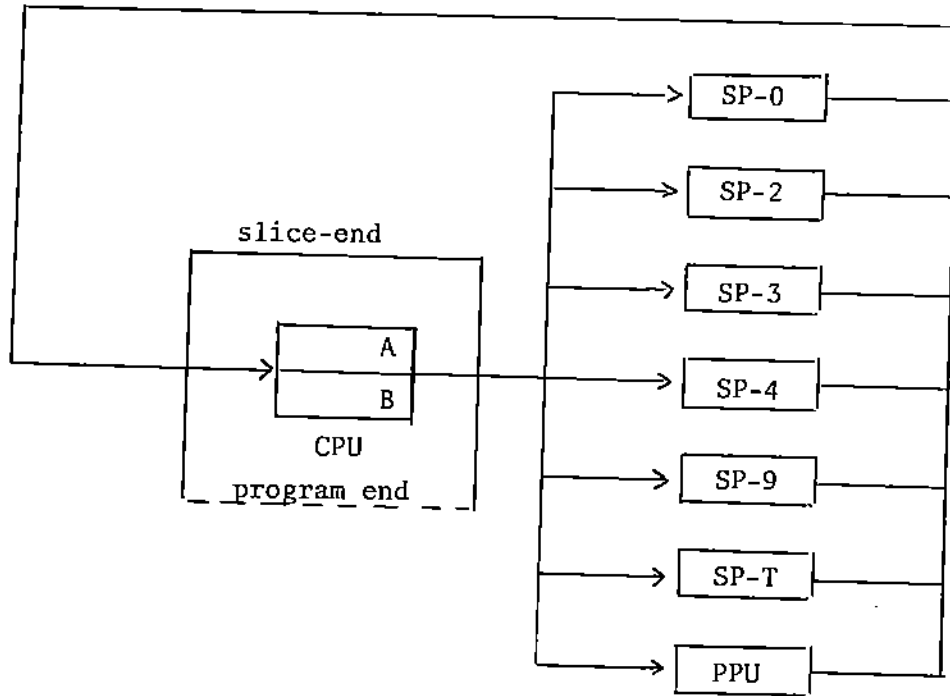 SP-0
SP-2
slice-end
SP-3
A
SP-4
B
CPU
SP-9
program end
SP-T
PPU